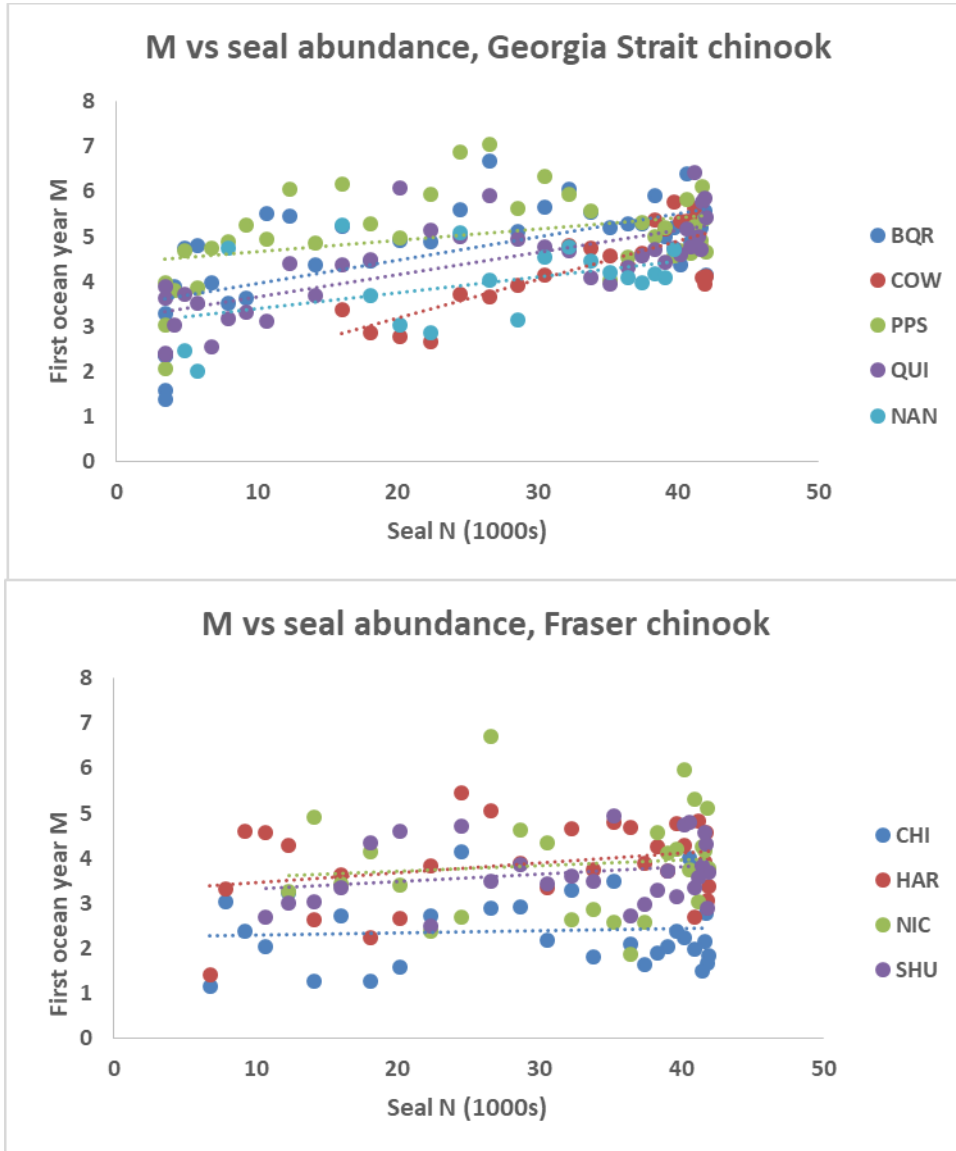 M vs seal abundance, Georgia Strait chinook
8
7
6
5
4
3
2
1
0
First ocean year M
0 10 20 30 40 50
Seal N (1000s)
BQR
COW
PPS
QUI
NAN
M vs seal abundance, Fraser chinook
8
7
6
5
4
3
2
1
0
First ocean year M
0 10 20 30 40 50
Seal N (1000s)
CHI
HAR
NIC
SHU